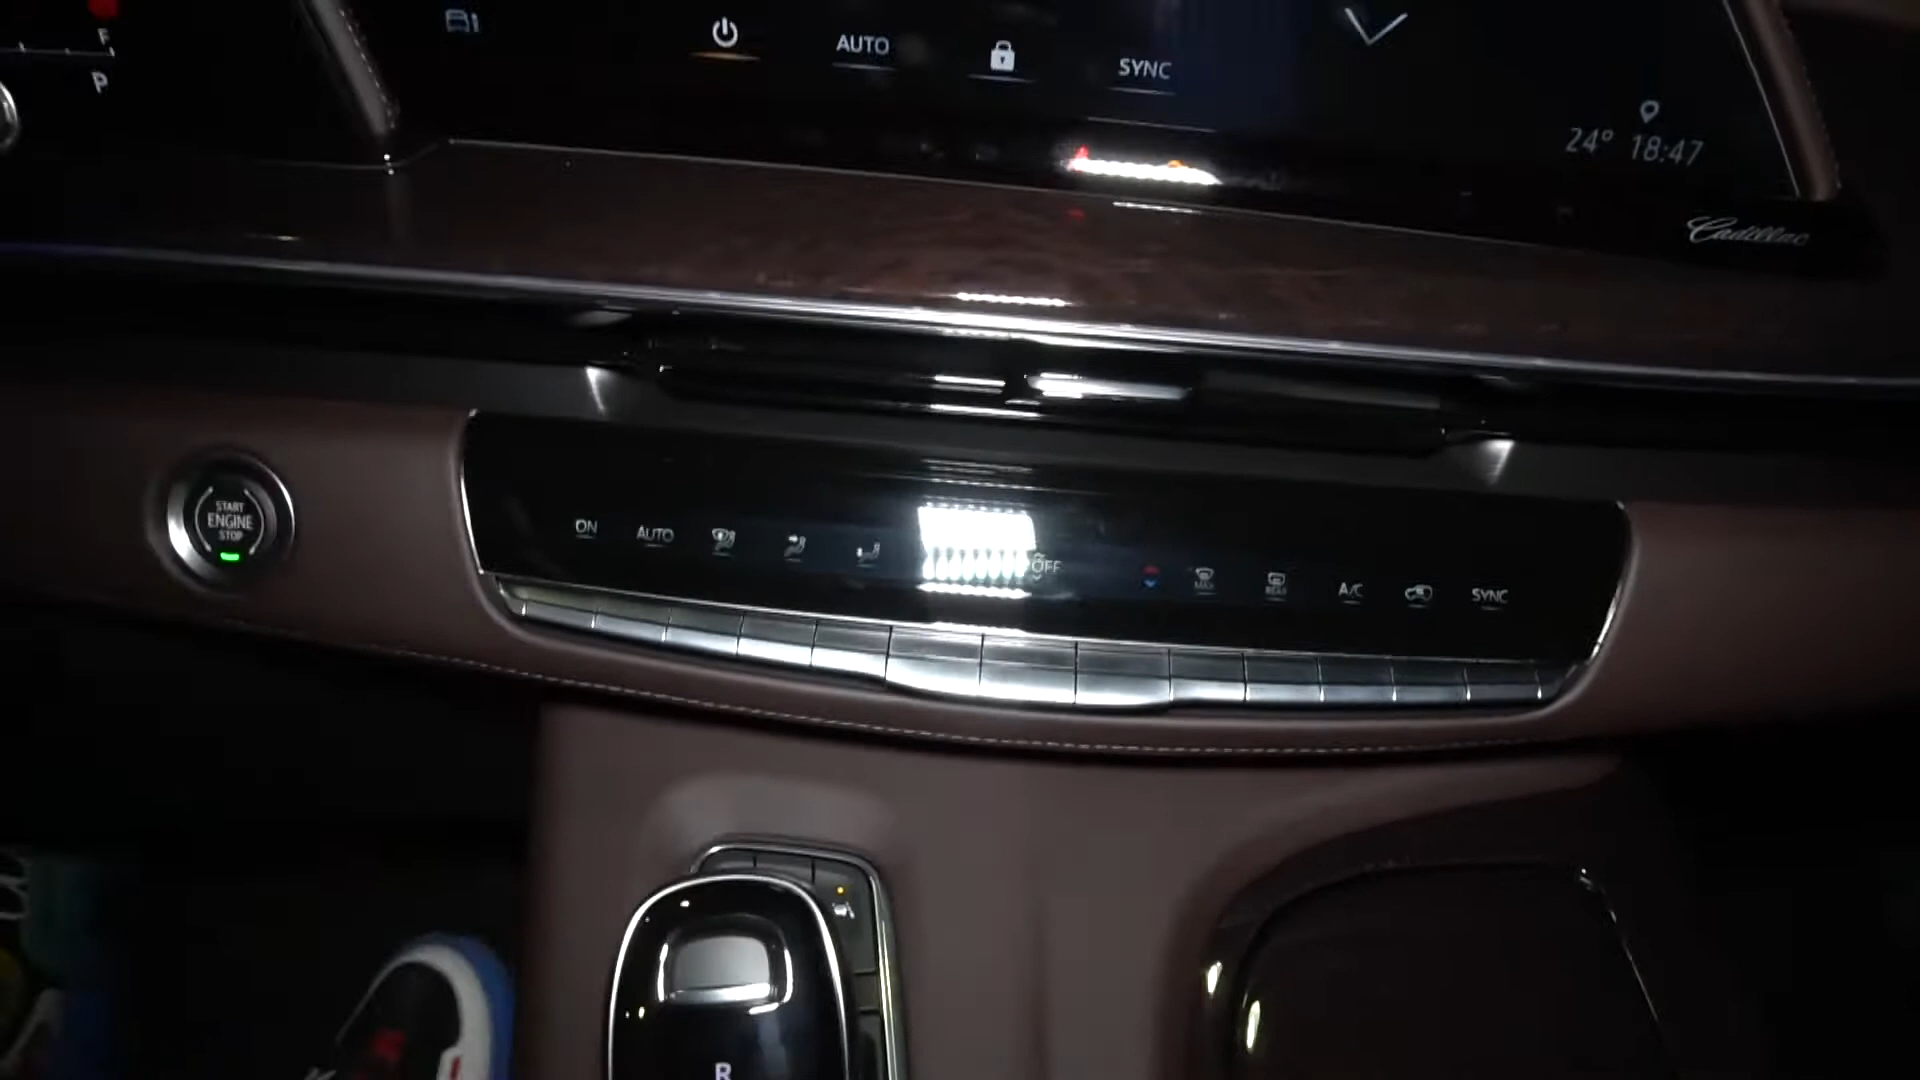 F
P
AUTO
SYNC
24° 18:47
Cadillac
START
ENGINE
STOP
ON
AUTO
OFF
MAX
REAR
A/C
SYNC
R